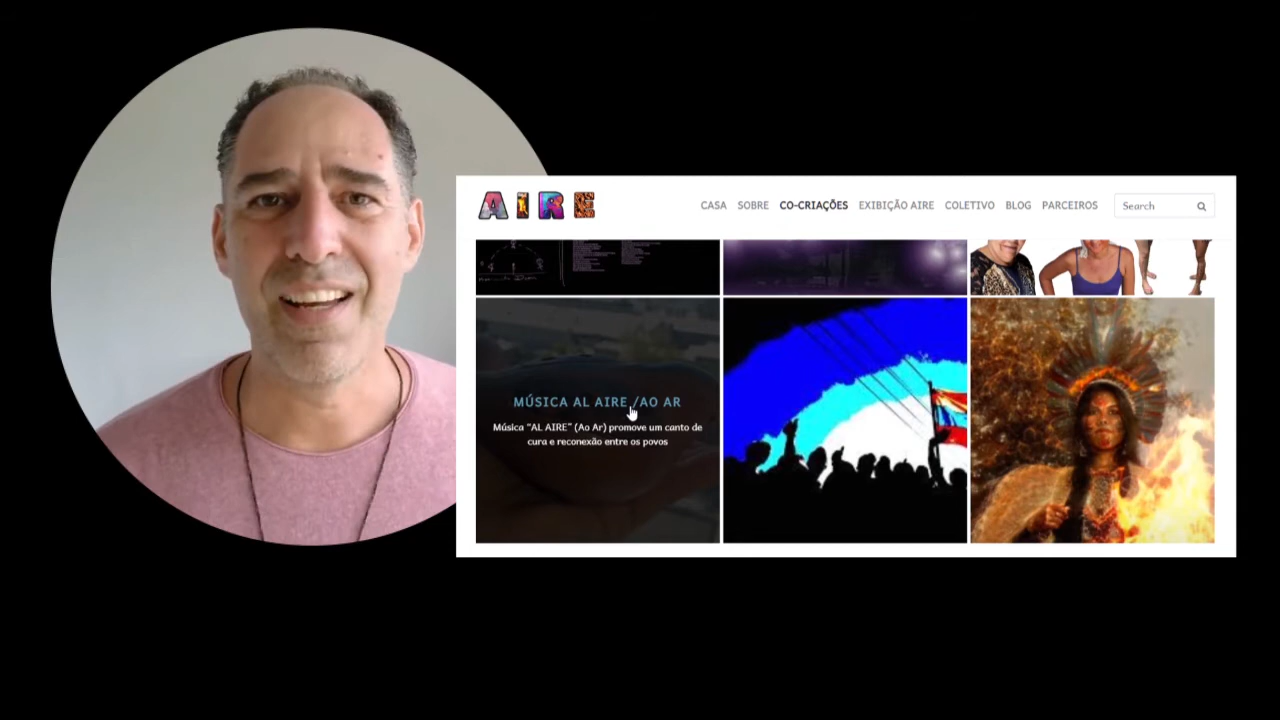 AIRE
CASA SOBRE CO-CRIAÇÕES EXIBIÇÃO AIRE COLETIVO BLOG PARCEIROS Search
MÚSICA AL AIRE /AO AR
Música “AL AIRE” (Ao Ar) promove um canto de
cura e reconexão entre os povos